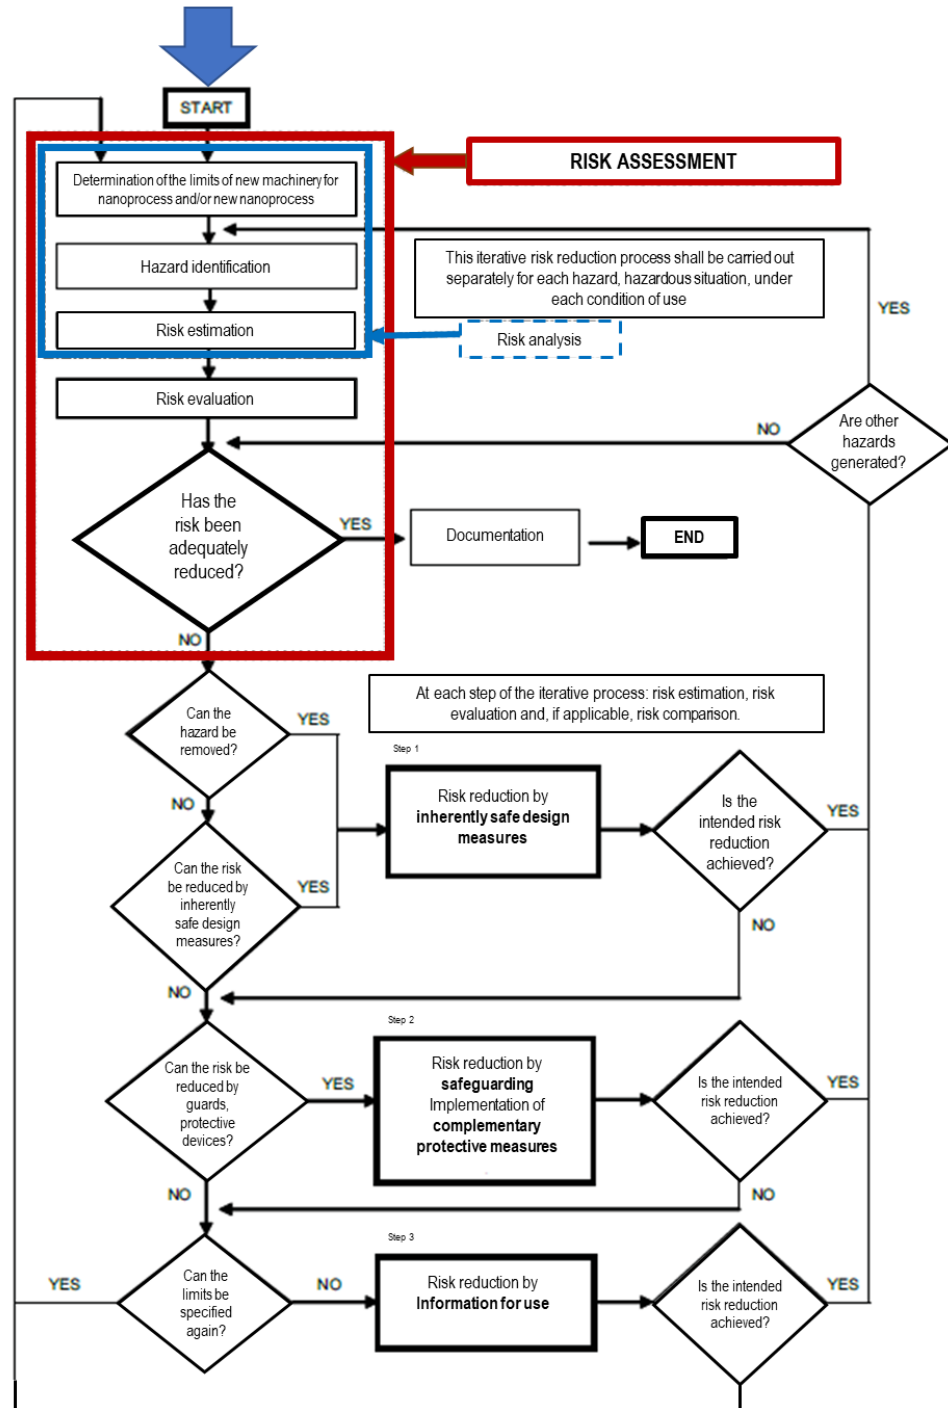 START
RISK ASSESSMENT
Determination of the limits of new machinery for
nanoprocess and/or new nanoprocess
Hazard identification
This iterative risk reduction process shall be carried out
separately for each hazard, hazardous situation, under
each condition of use
YES
Risk estimation
Risk analysis
Risk evaluation
NO
Are other
hazards
generated?
Has the
risk been
adequately
reduced?
YES
Documentation
END
NO
At each step of the iterative process: risk estimation, risk
evaluation and, if applicable, risk comparison.
Can the
hazard be
removed?
YES
Step 1
NO
Risk reduction by
inherently safe design
measures
Is the
intended risk
reduction
achieved?
YES
Can the risk
be reduced by
inherently
safe design
measures?
YES
NO
NO
Step 2
Can the risk be
reduced by
guards,
protective
devices?
YES
Risk reduction by
safeguarding
Implementation of
complementary
protective measures
Is the intended
risk reduction
achieved?
YES
NO
NO
Step 3
YES
Can the
limits be
specified
again?
NO
Risk reduction by
Information for use
Is the intended
risk reduction
achieved?
YES